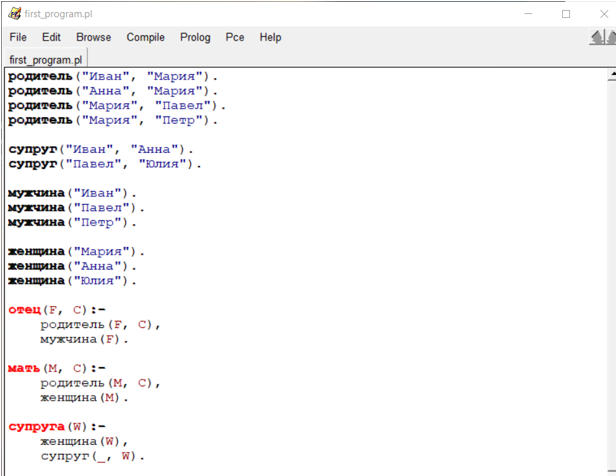 first_program.pl
File Edit Browse Compile Prolog Pce Help
first_program.pl
родитель("Иван", "Мария").
родитель("Анна", "Мария").
родитель("Мария", "Павел").
родитель("Мария", "Петр").
супруг("Иван", "Анна").
супруг("Павел", "Юлия").
мужчина("Иван").
мужчина("Павел").
мужчина("Петр").
женщина("Мария").
женщина("Анна").
женщина("Юлия").
отец(F, C):-
родитель(F, C),
мужчина(F).
мать(M, C):-
родитель(M, C),
женщина(M).
супруга(W):-
женщина(W),
супруг(_, W).